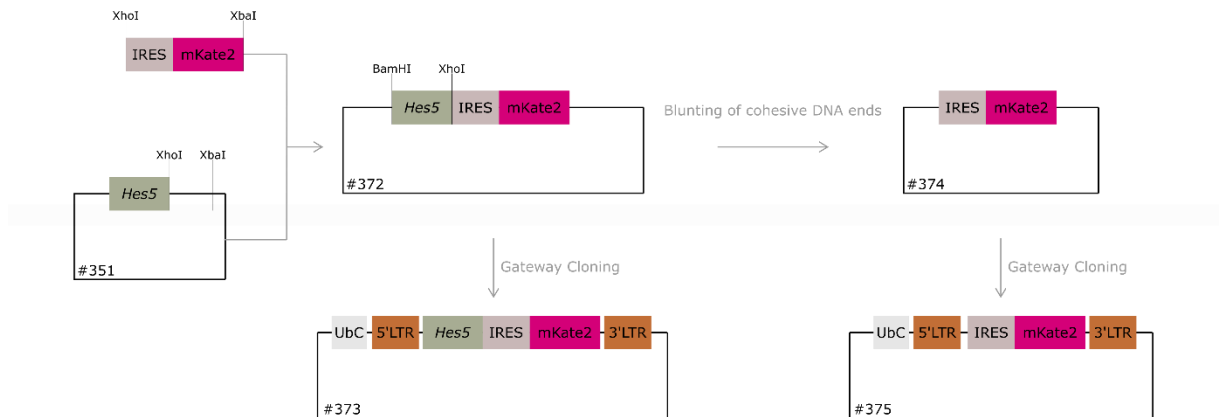 XhoI XbaI
IRES mKate2
BamHI XhoI
Hes5 IRES mKate2
#372
Blunting of cohesive DNA ends
IRES mKate2
#374
XhoI XbaI
Hes5
#351
Gateway Cloning
Gateway Cloning
UbC 5'LTR Hes5 IRES mKate2 3'LTR
#373
UbC 5'LTR IRES mKate2 3'LTR
#375